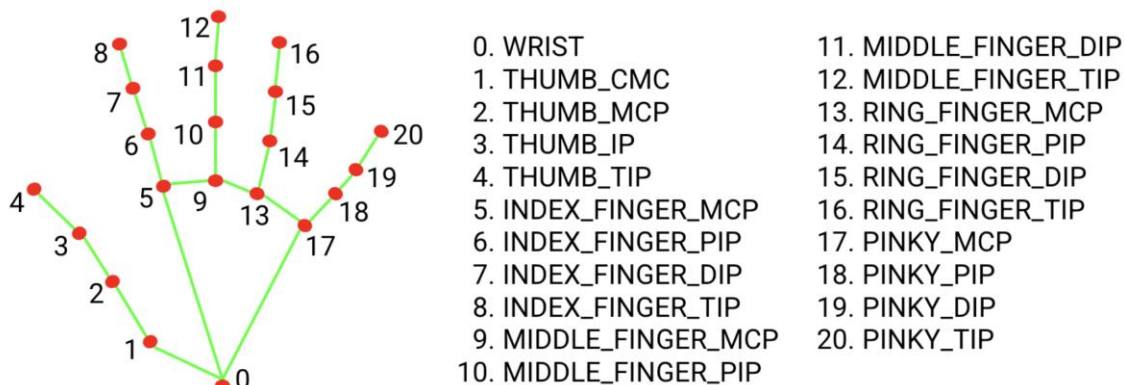 12
8
16
11
7
15
10
20
6
14
19
4
5
9
13
18
3
17
2
1
0
0. WRIST
1. THUMB_CMC
2. THUMB_MCP
3. THUMB_IP
4. THUMB_TIP
5. INDEX_FINGER_MCP
6. INDEX_FINGER_PIP
7. INDEX_FINGER_DIP
8. INDEX_FINGER_TIP
9. MIDDLE_FINGER_MCP
10. MIDDLE_FINGER_PIP
11. MIDDLE_FINGER_DIP
12. MIDDLE_FINGER_TIP
13. RING_FINGER_MCP
14. RING_FINGER_PIP
15. RING_FINGER_DIP
16. RING_FINGER_TIP
17. PINKY_MCP
18. PINKY_PIP
19. PINKY_DIP
20. PINKY_TIP